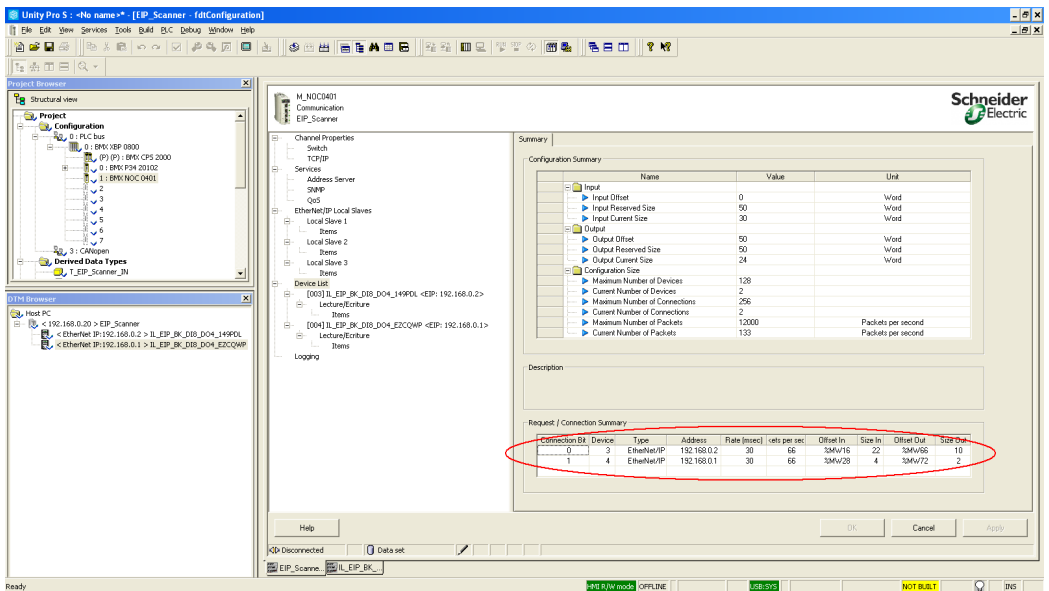 Unity Pro S : <No name>* - [EIP_Scanner - fdtConfiguration]
File Edit View Services Tools Build PLC Debug Window Help
Project Browser
Structural view
Project
Configuration
0 : PLC bus
0 : BMX XBP 0800
(P) (P) : BMX CPS 2000
0 : BMX P34 20102
1 : BMX NOC 0401
2
3
4
5
6
7
3 : CANopen
Derived Data Types
T_EIP_Scanner_IN
DTM Browser
Host PC
< 192.168.0.20 > EIP_Scanner
< EtherNet IP:192.168.0.2 > IL_EIP_BK_DI8_DO4_149PDL
< EtherNet IP:192.168.0.1 > IL_EIP_BK_DI8_DO4_EZCQWP
M_NOC0401
Communication
EIP_Scanner
Schneider
Electric
Channel Properties
Switch
TCP/IP
Services
Address Server
SNMP
QoS
EtherNet/IP Local Slaves
Local Slave 1
Items
Local Slave 2
Items
Local Slave 3
Items
Device List
[003] IL_EIP_BK_DI8_DO4_149PDL <EIP: 192.168.0.2>
Lecture/Ecriture
Items
[004] IL_EIP_BK_DI8_DO4_EZCQWP <EIP: 192.168.0.1>
Lecture/Ecriture
Items
Logging
Summary
Configuration Summary
Name Value Unit
Input
Input Offset 0 Word
Input Reserved Size 50 Word
Input Current Size 30 Word
Output
Output Offset 50 Word
Output Reserved Size 50 Word
Output Current Size 24 Word
Configuration Size
Maximum Number of Devices 128
Current Number of Devices 2
Maximum Number of Connections 256
Current Number of Connections 2
Maximum Number of Packets 12000 Packets per second
Current Number of Packets 133 Packets per second
Description
Request / Connection Summary
Connection Bit Device Type Address Rate (msec) kets per sec Offset In Size In Offset Out Size Out
0 3 EtherNet/IP 192.168.0.2 30 66 %MW16 22 %MW66 10
1 4 EtherNet/IP 192.168.0.1 30 66 %MW28 4 %MW72 2
Help OK Cancel Apply
Disconnected Data set
EIP_Scanne... IL_EIP_BK_...
Ready HMI R/W mode OFFLINE USB:SYS NOT BUILT INS